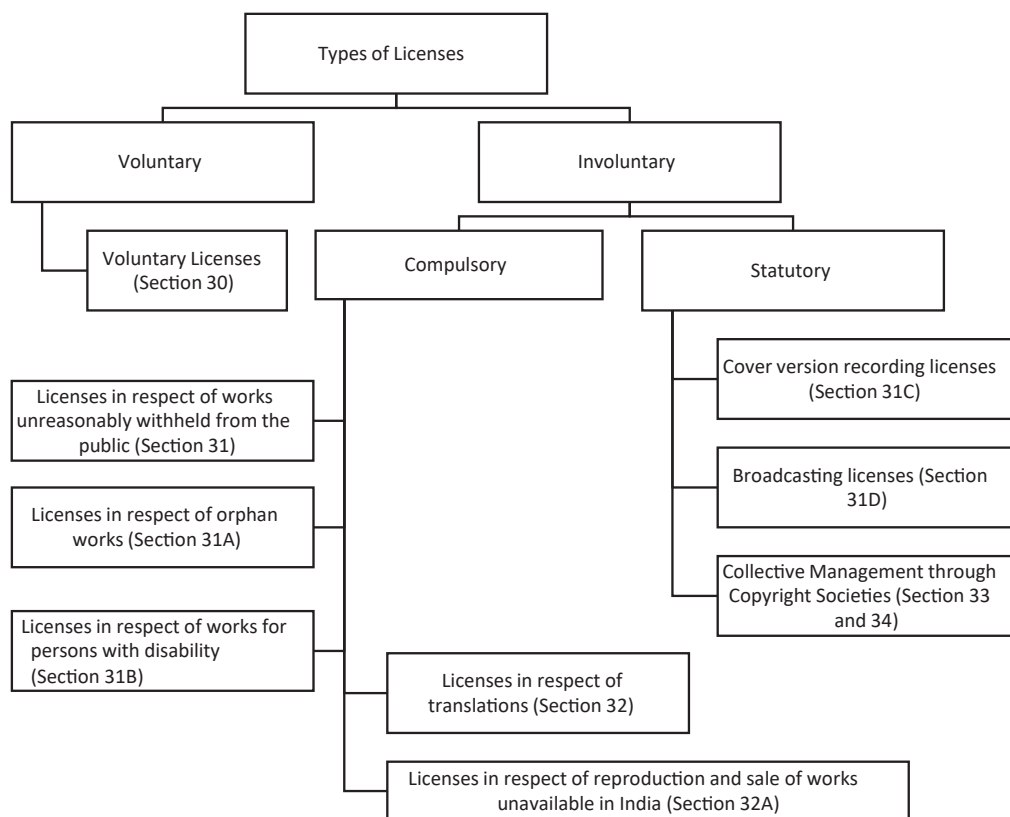 Types of Licenses
Voluntary
Involuntary
Voluntary Licenses
(Section 30)
Compulsory
Statutory
Cover version recording licenses
(Section 31C)
Licenses in respect of works
unreasonably withheld from the
public (Section 31)
Broadcasting licenses (Section
31D)
Licenses in respect of orphan
works (Section 31A)
Collective Management through
Copyright Societies (Section 33
and 34)
Licenses in respect of works for
persons with disability
(Section 31B)
Licenses in respect of
translations (Section 32)
Licenses in respect of reproduction and sale of works
unavailable in India (Section 32A)